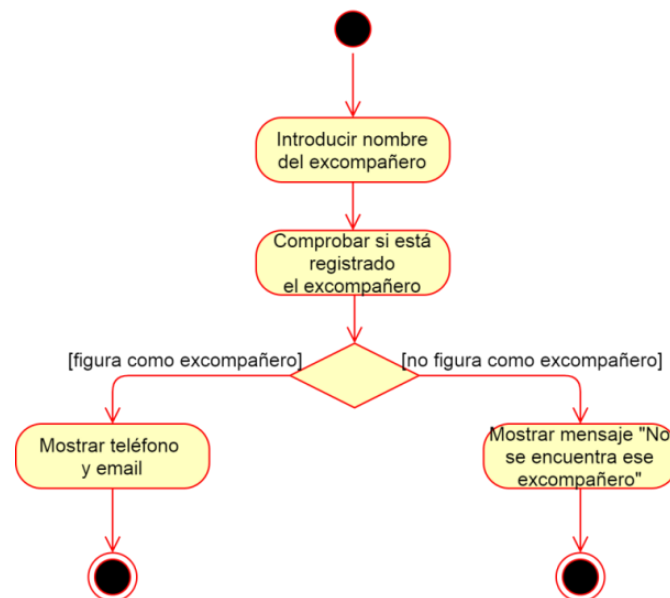 Introducir nombre
del excompañero
Comprobar si está
registrado
el excompañero
[figura como excompañero]
[no figura como excompañero]
Mostrar teléfono
y email
Mostrar mensaje "No
se encuentra ese
excompañero"